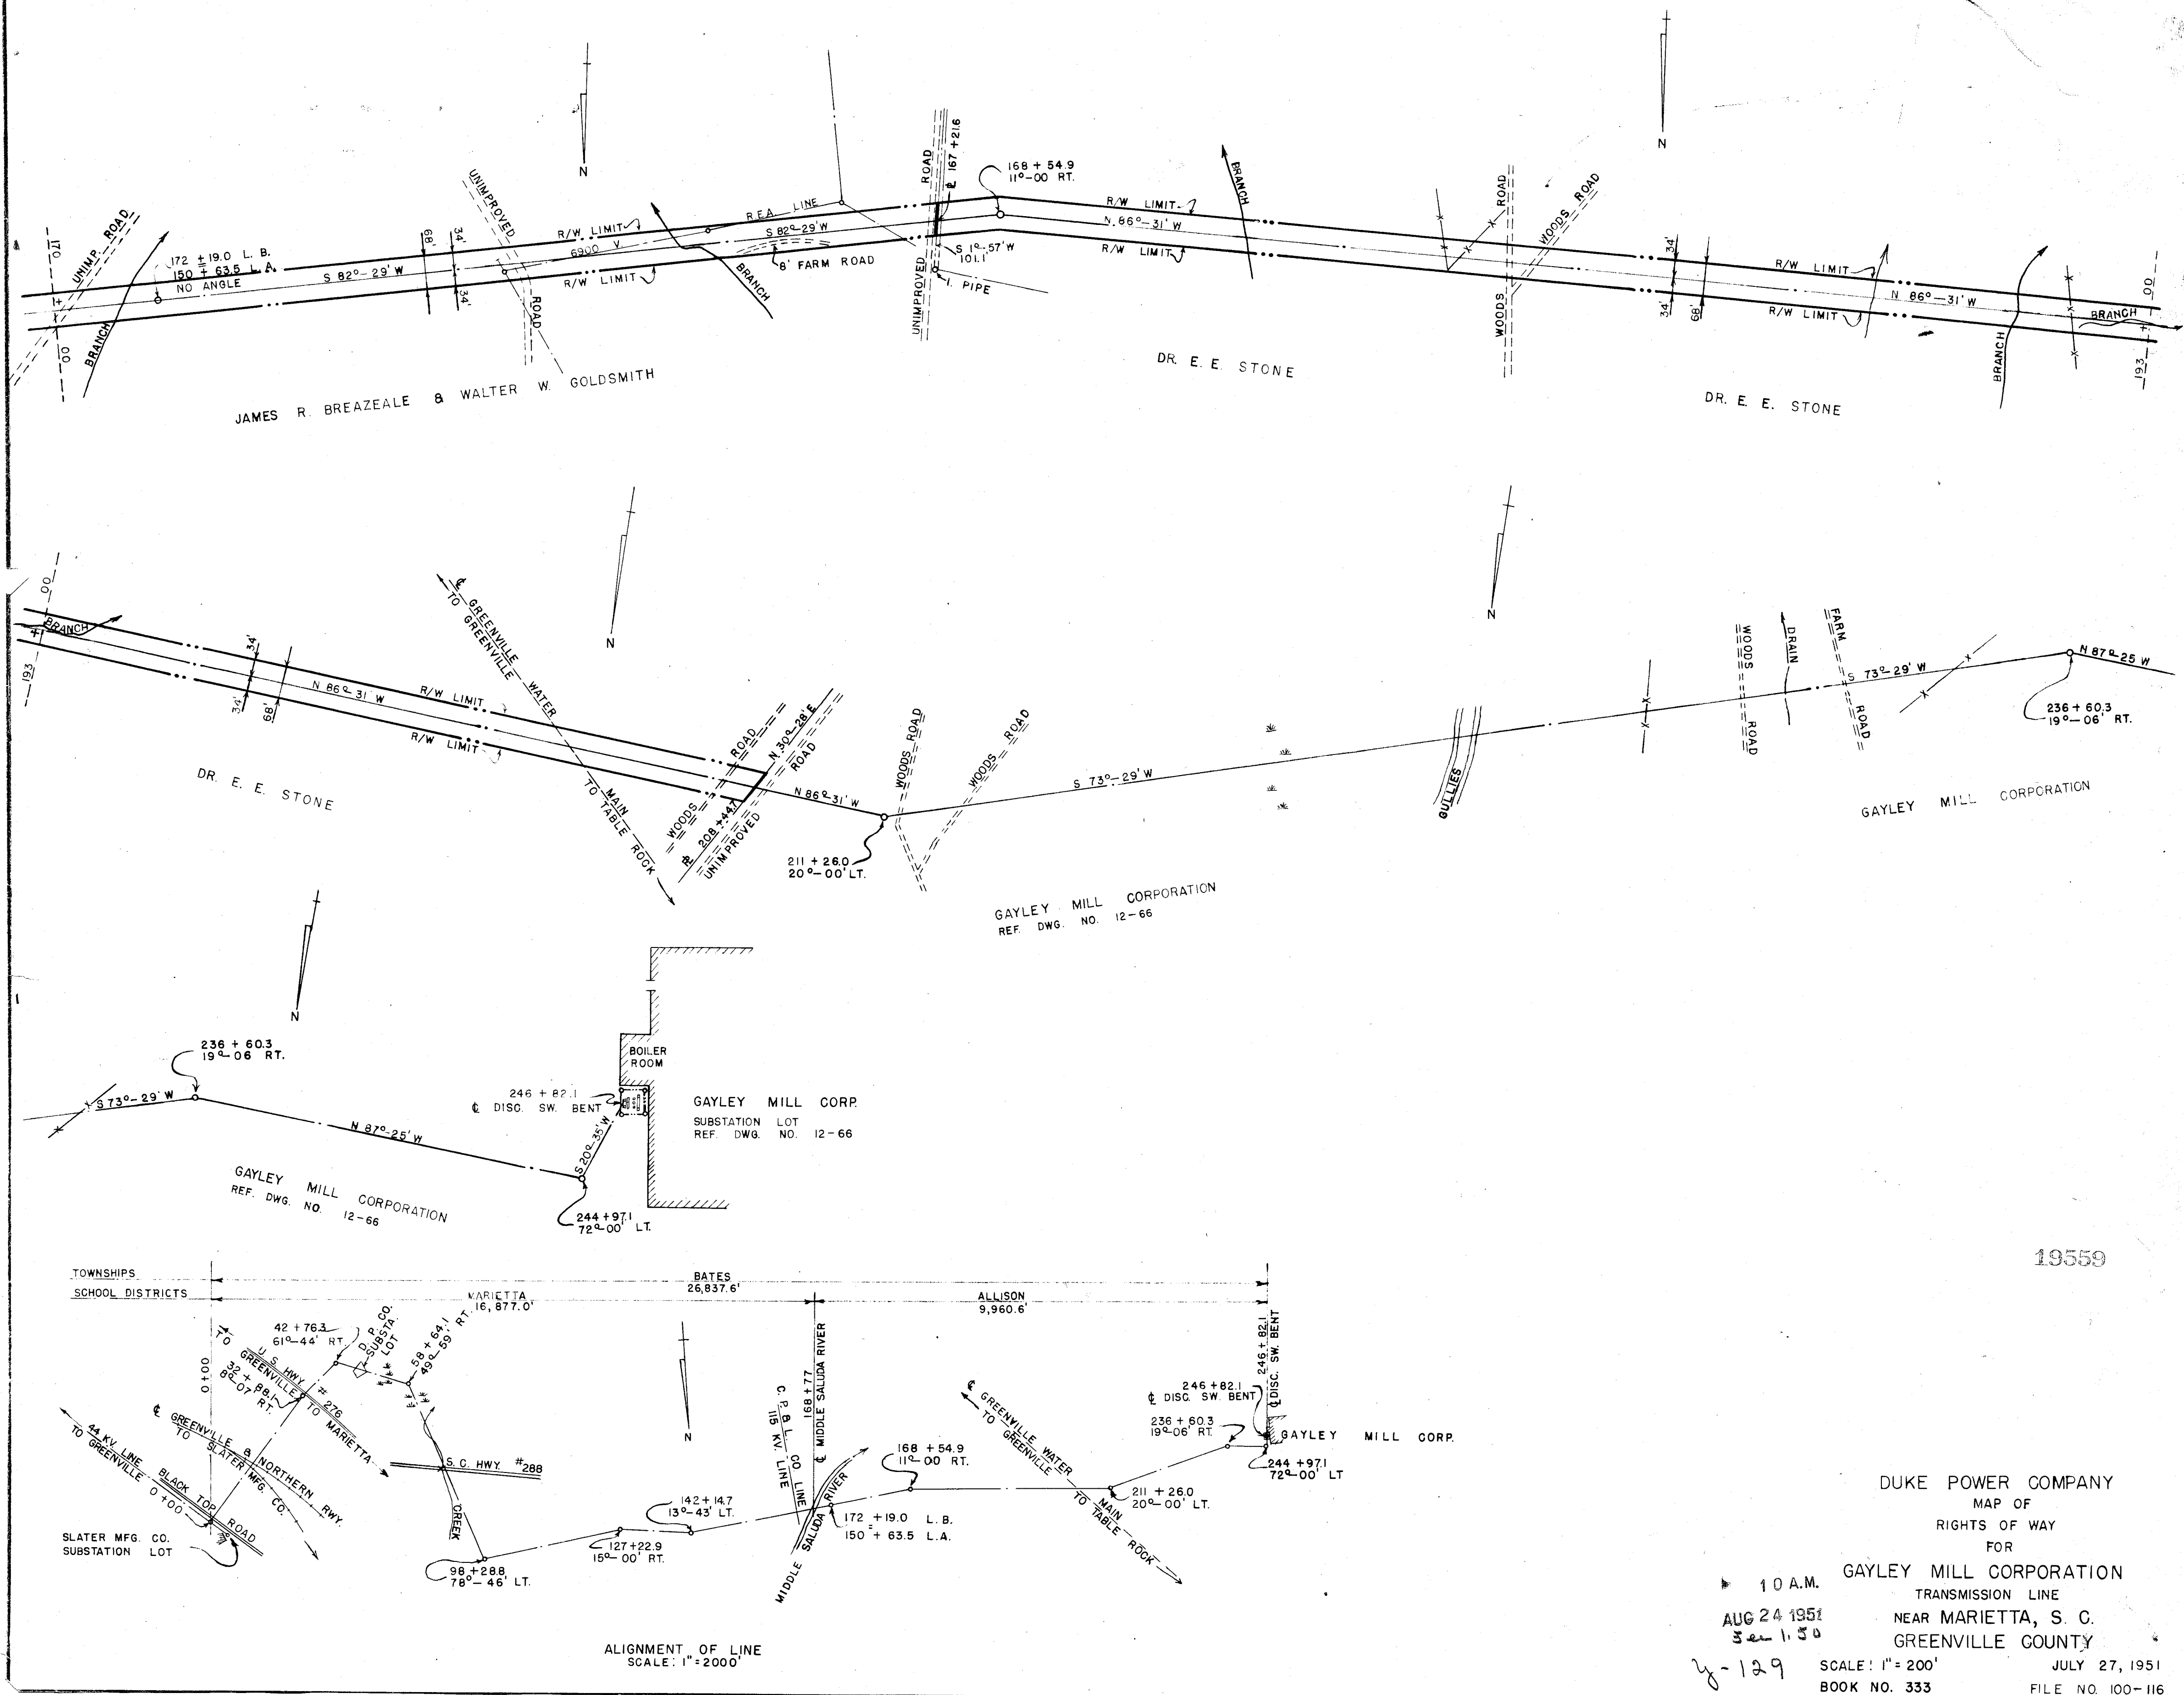 N
N
170
00
UNIMP. ROAD
BRANCH
172 + 19.0 L. B.
=
150 + 63.5 L. A.
NO ANGLE
S 82°-29' W
68'
34'
34'
UNIMPROVED
ROAD
R/W LIMIT
R/W LIMIT
6900 V
R.E.A. LINE
S 82°-29' W
8' FARM ROAD
BRANCH
UNIMPROVED ROAD
℄ 167 + 21.6
S 1°-57' W
101.1'
I. PIPE
168 + 54.9
11°-00 RT.
R/W LIMIT
N. 86°-31' W
R/W LIMIT
BRANCH
WOODS ROAD
WOODS ROAD
34'
34'
68'
R/W LIMIT
R/W LIMIT
N 86°-31' W
BRANCH
BRANCH
193
00
JAMES R. BREAZEALE & WALTER W. GOLDSMITH
DR. E. E. STONE
DR. E. E. STONE
N
N
193
00
BRANCH
34'
34'
68'
N 86°-31' W
R/W LIMIT
R/W LIMIT
℄ GREENVILLE WATER MAIN
TO GREENVILLE
TO TABLE ROCK
WOODS ROAD
℄ 208 + 44.7
N 30°-28' E
UNIMPROVED ROAD
N 86°-31' W
211 + 26.0
20°-00' LT.
WOODS ROAD
WOODS ROAD
S 73°-29' W
GULLIES
WOODS ROAD
DRAIN
FARM ROAD
S 73°-29' W
N 87°-25 W
236 + 60.3
19°-06' RT.
DR. E. E. STONE
GAYLEY MILL CORPORATION
REF. DWG. NO. 12-66
GAYLEY MILL CORPORATION
N
236 + 60.3
19°-06 RT.
S 73°-29' W
N 87°-25' W
BOILER
ROOM
246 + 82.1
℄ DISC. SW. BENT
GAYLEY MILL CORP.
SUBSTATION LOT
REF. DWG. NO. 12-66
S 20°-35' W
244 + 97.1
72°-00' LT.
GAYLEY MILL CORPORATION
REF. DWG. NO. 12-66
19559
TOWNSHIPS
BATES
26,837.6'
SCHOOL DISTRICTS
MARIETTA
16,877.0'
ALLISON
9,960.6'
0+00
42 + 76.3
61°-44' RT.
D. P. CO.
SUBSTA.
LOT
58 + 64.1
49°-59' RT.
TO GREENVILLE
U. S. HWY. # 276
TO MARIETTA
32 + 88.1
8°-07'
RT.
℄ GREENVILLE & NORTHERN RWY.
TO SLATER MFG. CO.
44 KV. LINE
TO GREENVILLE
BLACK TOP ROAD
0 + 00
SLATER MFG. CO.
SUBSTATION LOT
S. C. HWY. #288
CREEK
98 + 28.8
78°-46' LT.
127 + 22.9
15°-00' RT.
142 + 14.7
13°-43' LT.
N
C. P. & L. CO LINE
115 KV. LINE
168 + 77
℄ MIDDLE SALUDA RIVER
MIDDLE SALUDA RIVER
172 + 19.0 L. B.
=
150 + 63.5 L.A.
168 + 54.9
11°-00 RT.
℄ GREENVILLE WATER MAIN
TO GREENVILLE
TO TABLE ROCK
211 + 26.0
20°-00' LT.
236 + 60.3
19°-06' RT.
246 + 82.1
℄ DISC. SW. BENT
246 + 82.1
℄ DISC. SW. BENT
GAYLEY MILL CORP.
244 + 97.1
72°-00' LT
ALIGNMENT OF LINE
SCALE: 1" = 2000'
DUKE POWER COMPANY
MAP OF
RIGHTS OF WAY
FOR
GAYLEY MILL CORPORATION
TRANSMISSION LINE
NEAR MARIETTA, S. C.
GREENVILLE COUNTY
SCALE: 1" = 200'
JULY 27, 1951
BOOK NO. 333
FILE NO. 100-116
10 A.M.
AUG 24 1951
1.50
Y-129